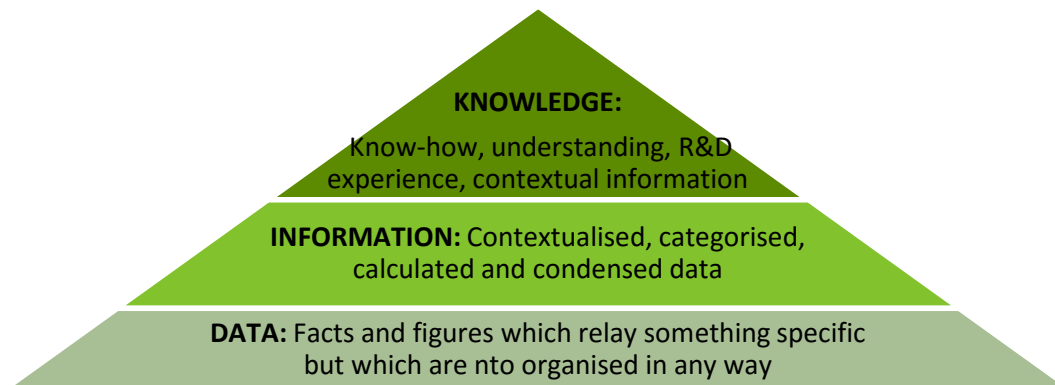 KNOWLEDGE:
Know-how, understanding, R&D
experience, contextual information
INFORMATION: Contextualised, categorised,
calculated and condensed data
DATA: Facts and figures which relay something specific
but which are nto organised in any way